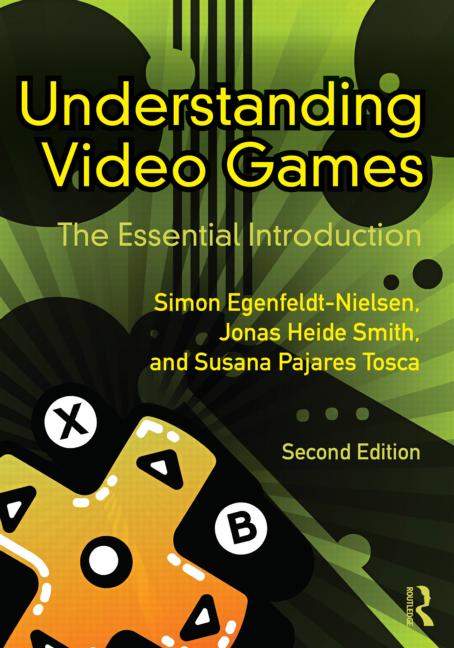 Understanding
Video Games
The Essential Introduction
Simon Egenfeldt-Nielsen,
Jonas Heide Smith,
and Susana Pajares Tosca
Second Edition
X
B
ROUTLEDGE